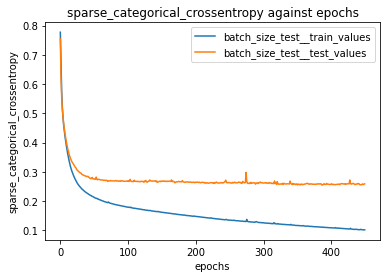 sparse_categorical_crossentropy against epochs
batch_size_test__train_values
batch_size_test__test_values
sparse_categorical_crossentropy
0.8
0.7
0.6
0.5
0.4
0.3
0.2
0.1
0
100
200
300
400
epochs